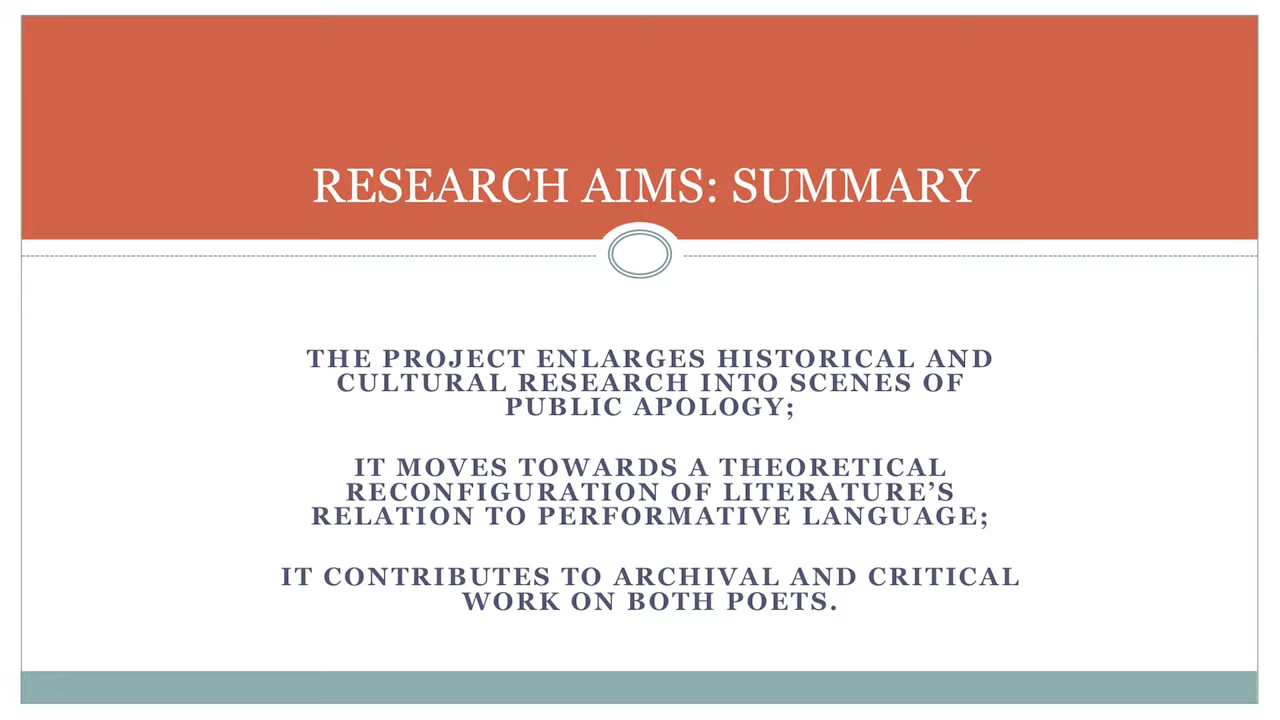 RESEARCH AIMS: SUMMARY
THE PROJECT ENLARGES HISTORICAL AND
CULTURAL RESEARCH INTO SCENES OF
PUBLIC APOLOGY;
IT MOVES TOWARDS A THEORETICAL
RECONFIGURATION OF LITERATURE’S
RELATION TO PERFORMATIVE LANGUAGE;
IT CONTRIBUTES TO ARCHIVAL AND CRITICAL
WORK ON BOTH POETS.